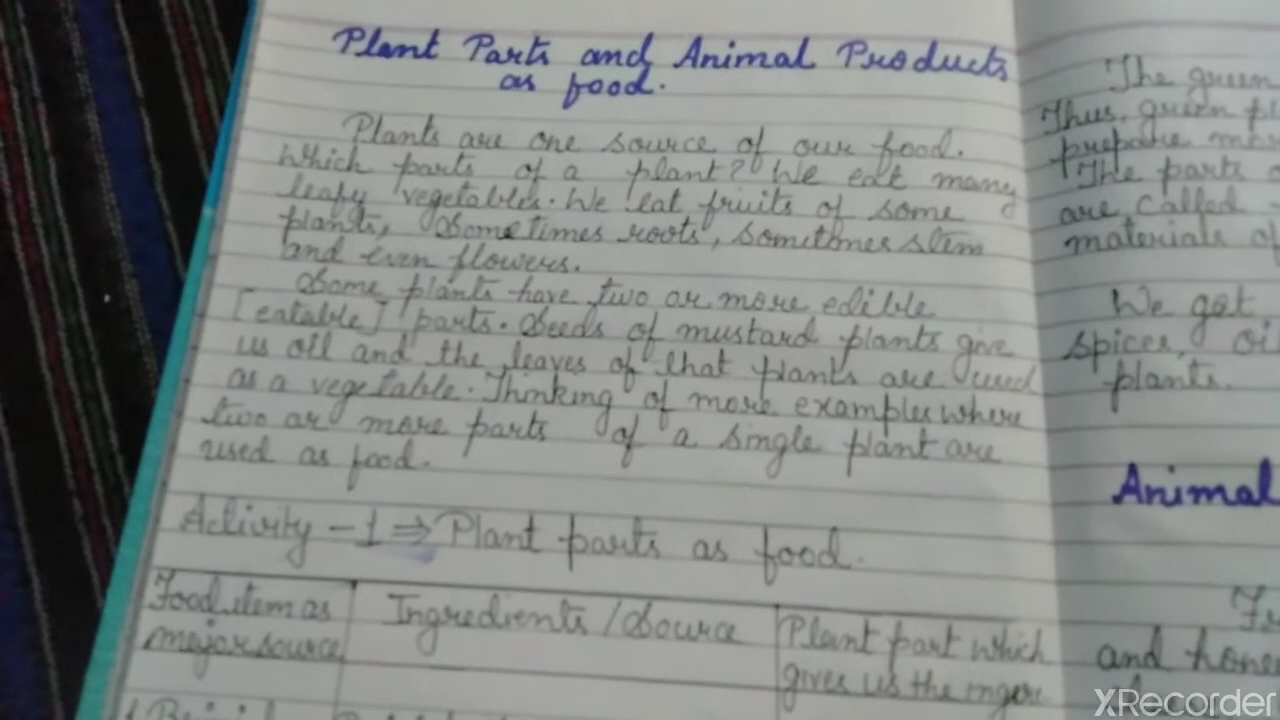 Plant Parts and Animal Products
as food.
Plants are one source of our food.
Which parts of a plant? We eat many
leafy vegetables. We eat fruits of some
plants, Sometimes roots, sometimes stem
and even flowers.
Some plants have two or more edible
[eatable] parts. Seeds of mustard plants give
us oil and the leaves of that plants are used
as a vegetable. Thinking of more examples where
two or more parts of a single plant are
used as food.
Activity - 1 ⇒ Plant parts as food.
Food item as
major source
Ingredients / Source
Plant part which
gives us the ingre
The green
Thus, green pl
prepare
The parts
are called
materials of
We get
spices, oi
plants.
Animal
and hone
XRecorder